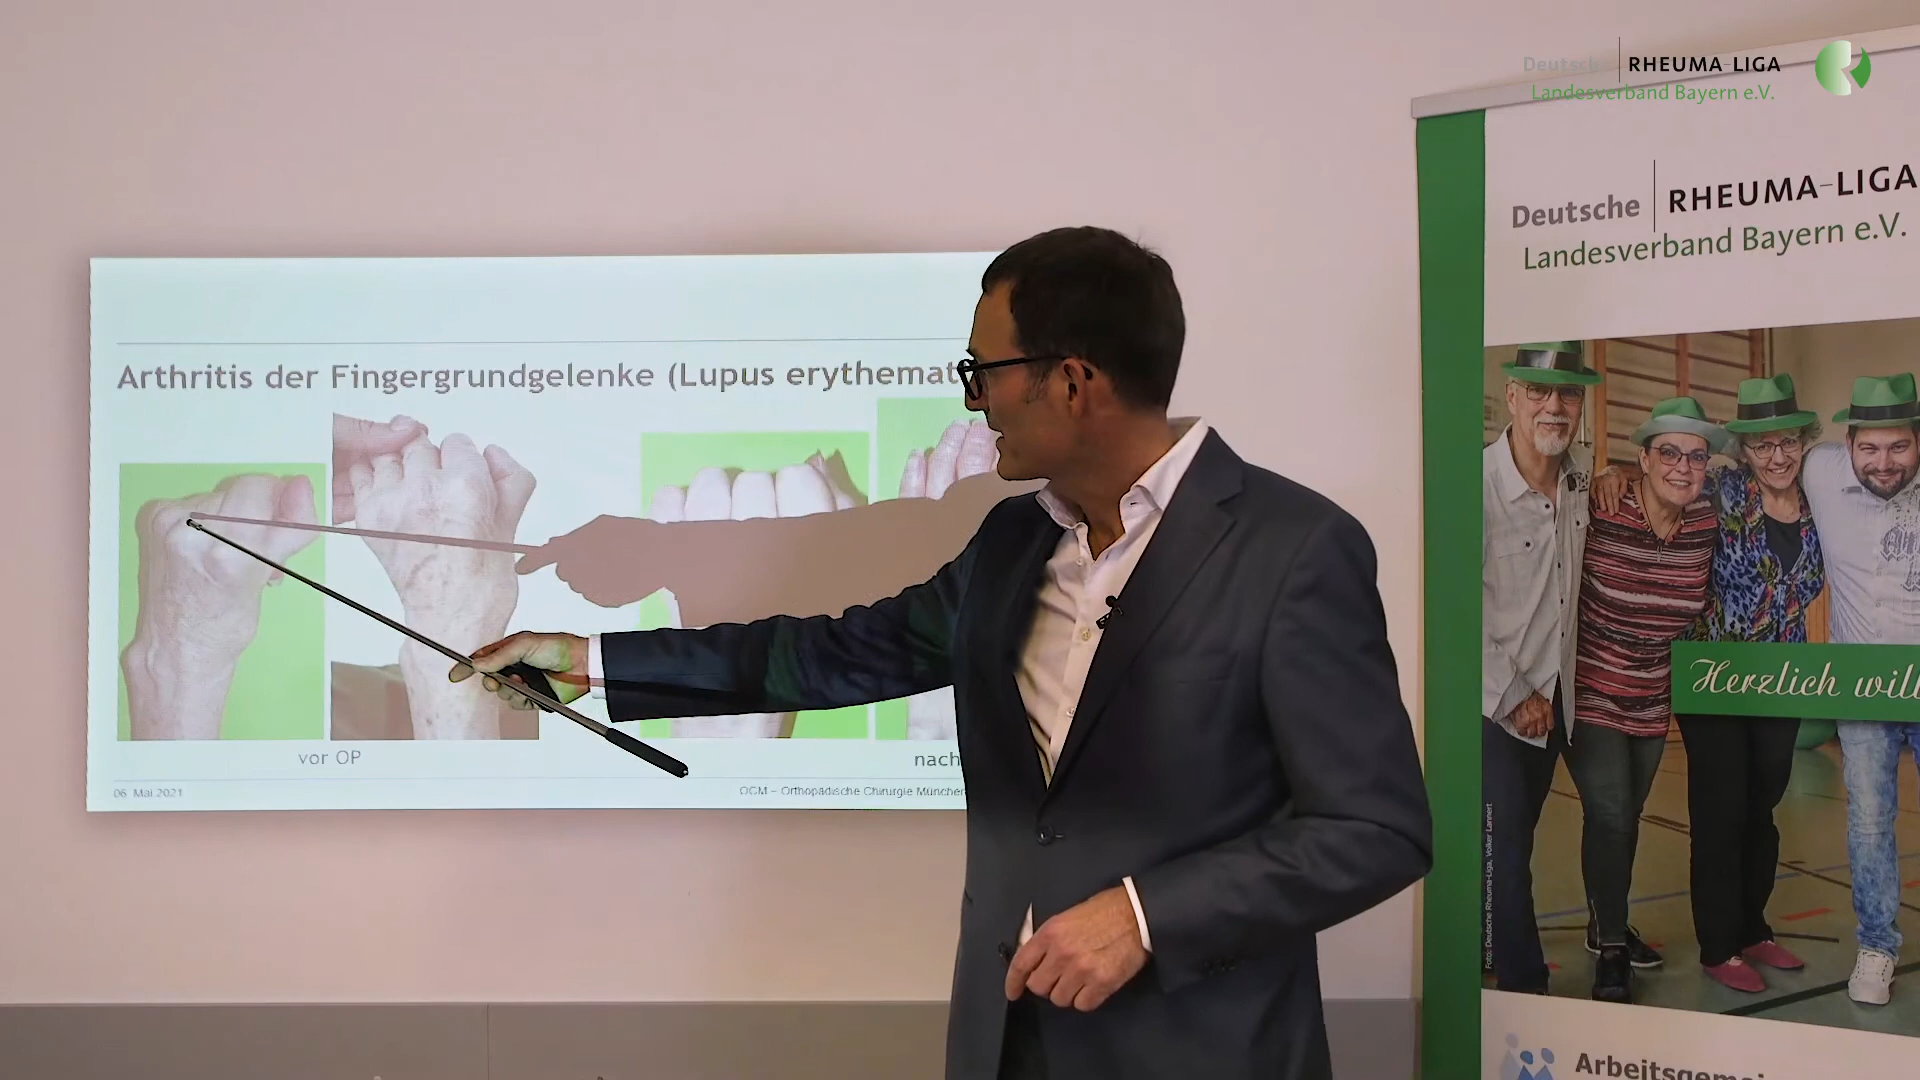 Deutsche RHEUMA-LIGA
Landesverband Bayern e.V.
Deutsche RHEUMA-LIGA
Landesverband Bayern e.V.
Arthritis der Fingergrundgelenke (Lupus erythemat
vor OP
nach
06. Mai 2021
OCM – Orthopädische Chirurgie München
Herzlich will
Foto: Deutsche Rheuma-Liga, Volker Lannert
Arbeitsgemei